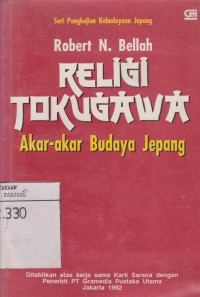 Seri Pengkajian Kebudayaan Jepang
GM
Robert N. Bellah
RELIGI
TOKUGAWA
Akar-akar Budaya Jepang
.330
Diterbitkan atas kerja sama Karti Sarana dengan
Penerbit PT Gramedia Pustaka Utama
Jakarta 1992